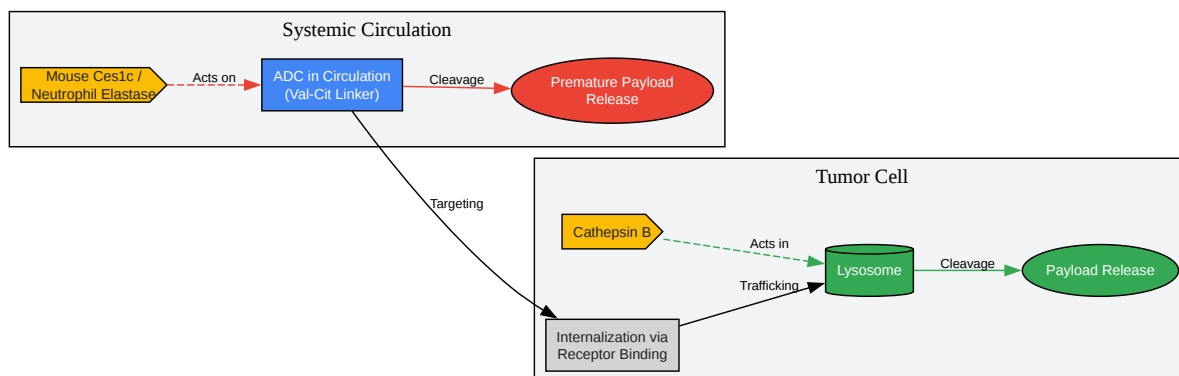 Systemic Circulation
Mouse Ces1c /
Neutrophil Elastase
Acts on
ADC in Circulation
(Val-Cit Linker)
Cleavage
Premature Payload
Release
Targeting
Tumor Cell
Cathepsin B
Acts in
Lysosome
Cleavage
Payload Release
Trafficking
Internalization via
Receptor Binding